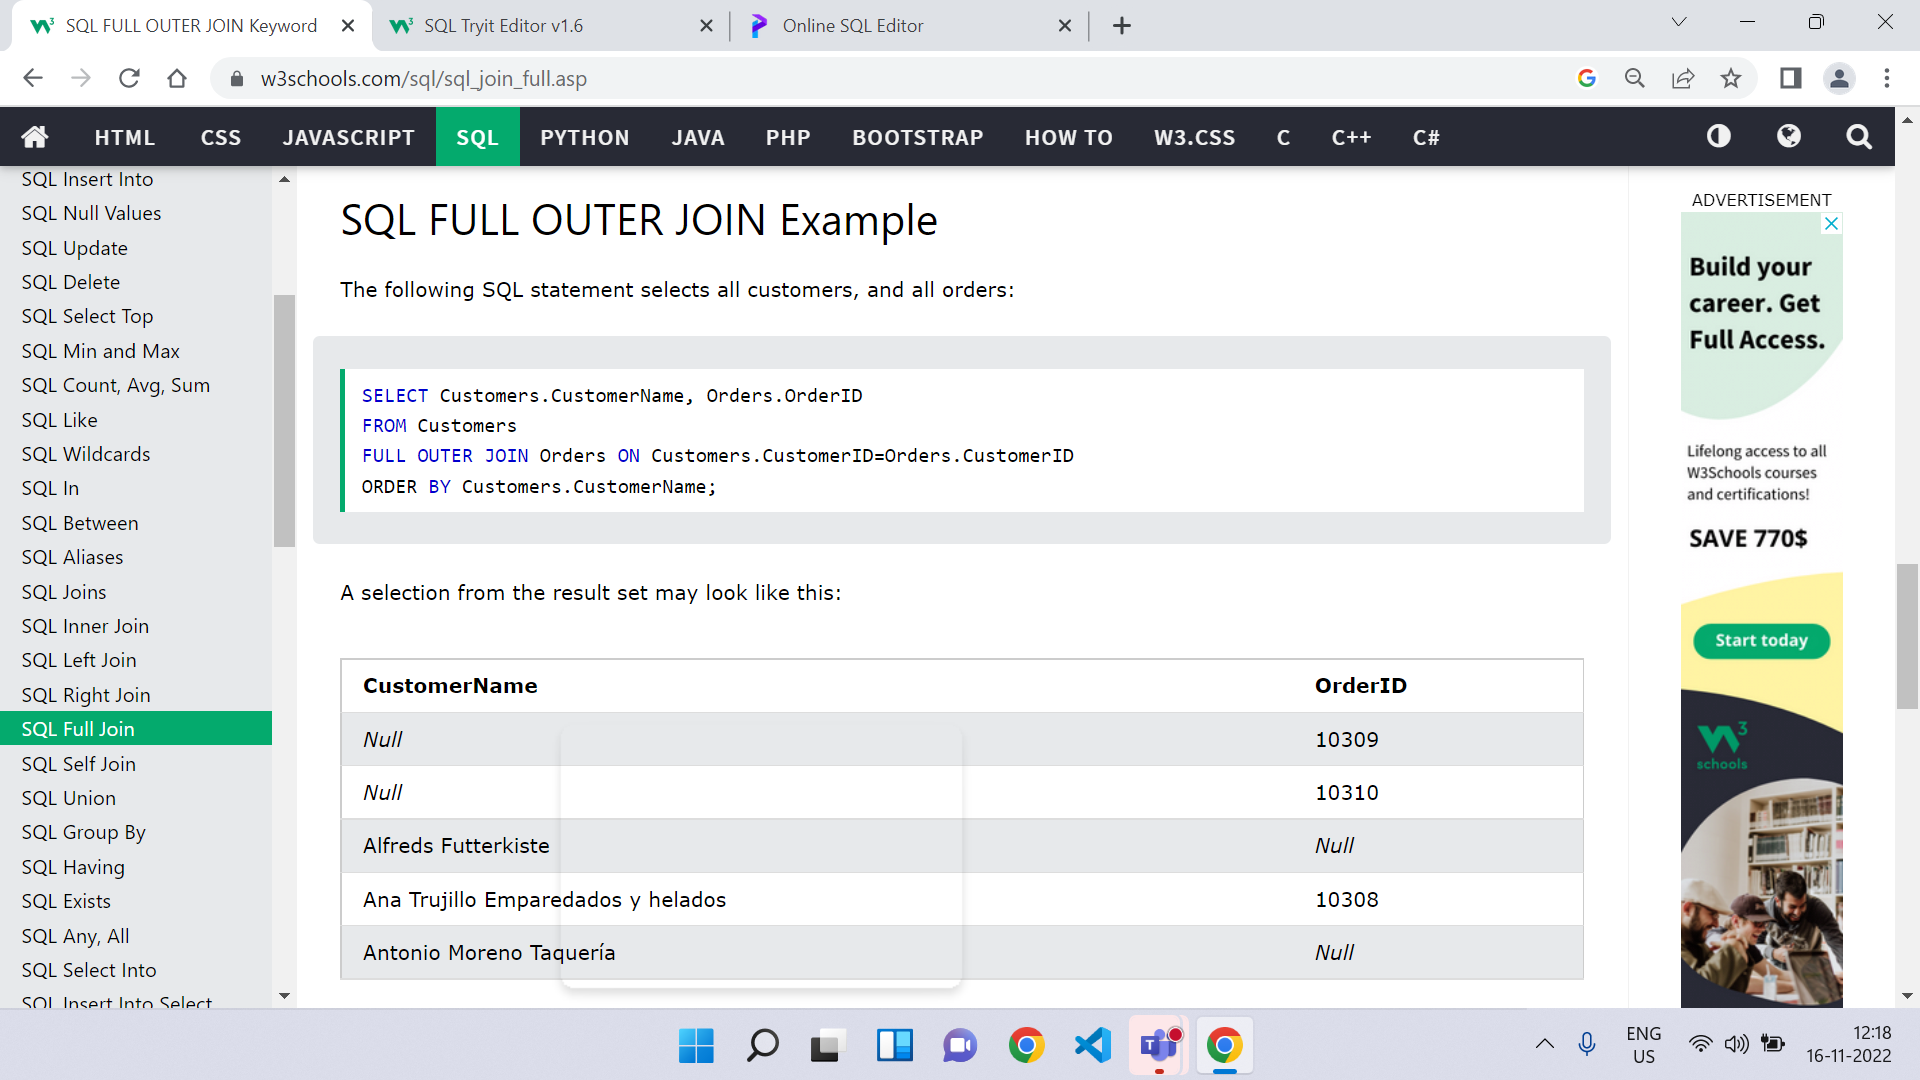 SQL FULL OUTER JOIN Keyword
SQL Tryit Editor v1.6
Online SQL Editor
w3schools.com/sql/sql_join_full.asp
HTML CSS JAVASCRIPT SQL PYTHON JAVA PHP BOOTSTRAP HOW TO W3.CSS C C++ C#
SQL Insert Into
SQL Null Values
SQL Update
SQL Delete
SQL Select Top
SQL Min and Max
SQL Count, Avg, Sum
SQL Like
SQL Wildcards
SQL In
SQL Between
SQL Aliases
SQL Joins
SQL Inner Join
SQL Left Join
SQL Right Join
SQL Full Join
SQL Self Join
SQL Union
SQL Group By
SQL Having
SQL Exists
SQL Any, All
SQL Select Into
SQL Insert Into Select
SQL FULL OUTER JOIN Example
The following SQL statement selects all customers, and all orders:
SELECT Customers.CustomerName, Orders.OrderID
FROM Customers
FULL OUTER JOIN Orders ON Customers.CustomerID=Orders.CustomerID
ORDER BY Customers.CustomerName;
A selection from the result set may look like this:
CustomerName OrderID
Null 10309
Null 10310
Alfreds Futterkiste Null
Ana Trujillo Emparedados y helados 10308
Antonio Moreno Taquería Null
ADVERTISEMENT
Build your
career. Get
Full Access.
Lifelong access to all
W3Schools courses
and certifications!
SAVE 770$
Start today
W3
schools
ENG
US
12:18
16-11-2022